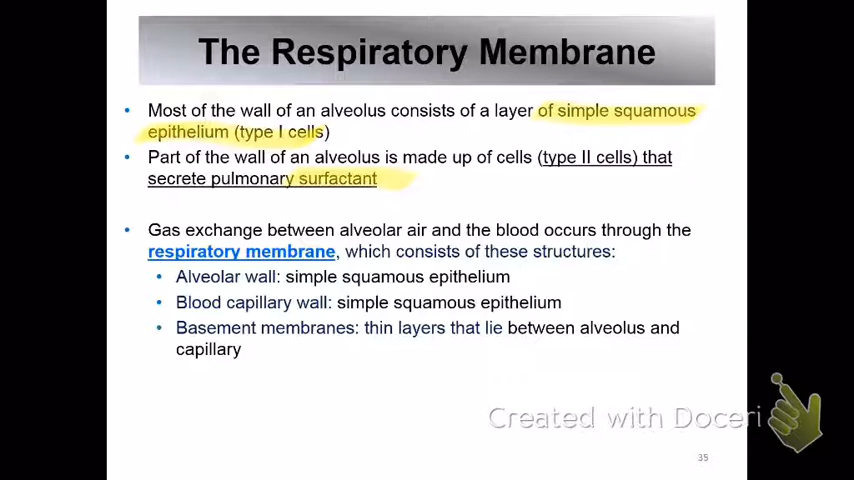 The Respiratory Membrane
• Most of the wall of an alveolus consists of a layer of simple squamous
epithelium (type I cells)
• Part of the wall of an alveolus is made up of cells (type II cells) that
secrete pulmonary surfactant
• Gas exchange between alveolar air and the blood occurs through the
respiratory membrane, which consists of these structures:
• Alveolar wall: simple squamous epithelium
• Blood capillary wall: simple squamous epithelium
• Basement membranes: thin layers that lie between alveolus and
capillary
Created with Doceri
35